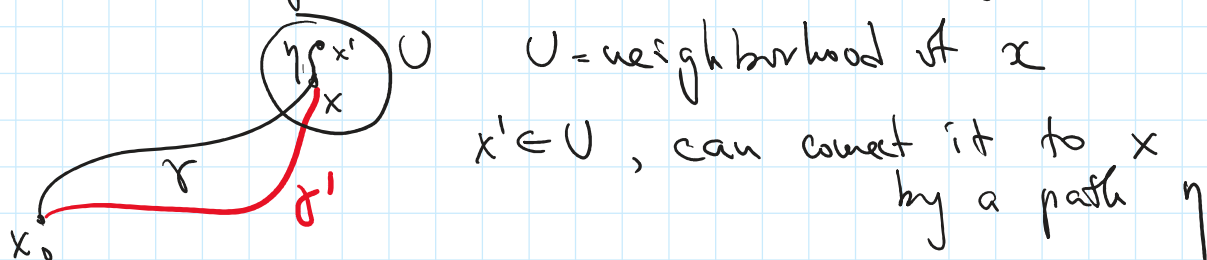 η x' U U = neighborhood of x
x
x' ∈ U, can connect it to x
γ
γ' by a path η
x₀